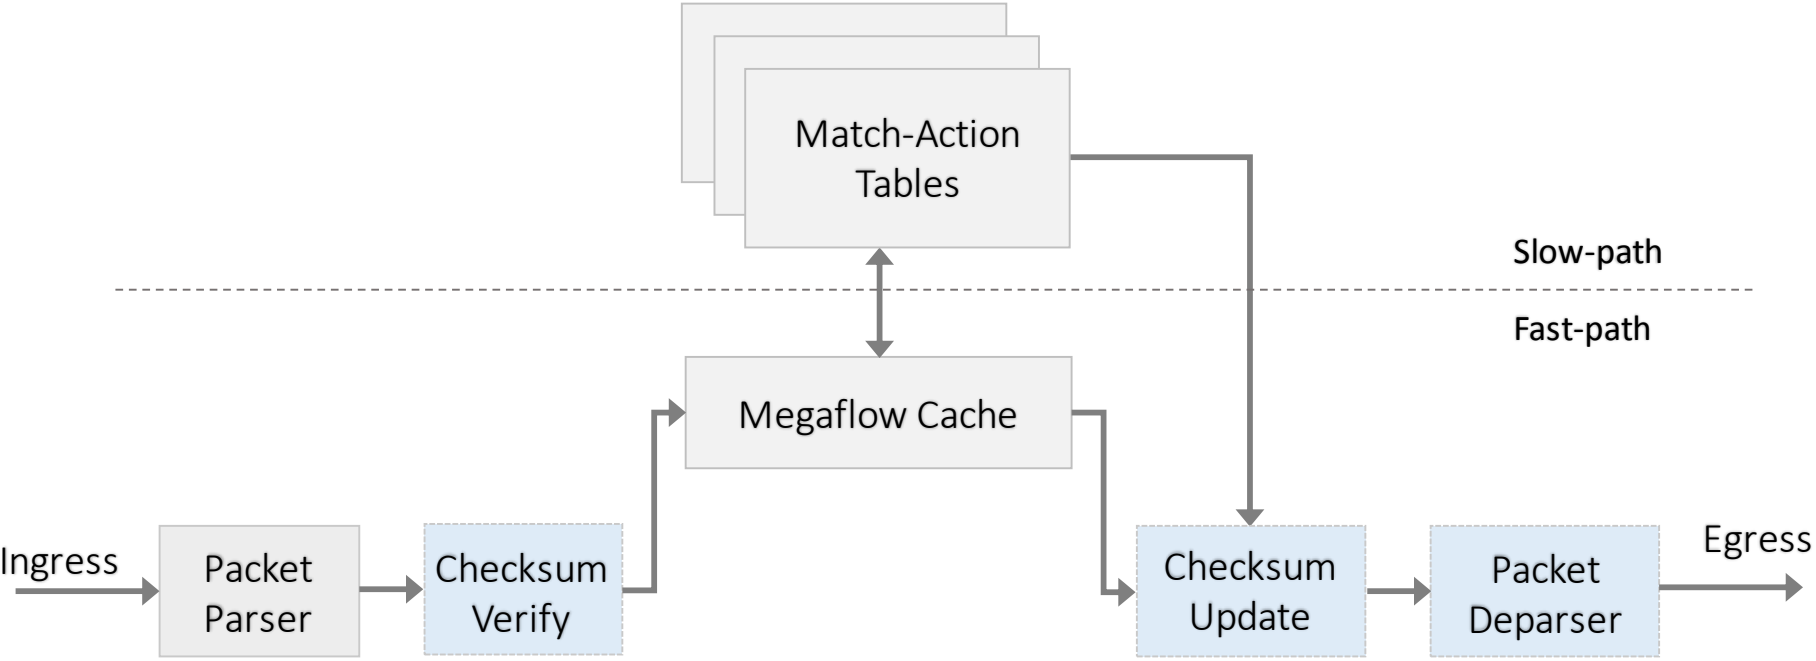 Match-Action
Tables
Slow-path
Fast-path
Megaflow Cache
Ingress
Packet
Parser
Checksum
Verify
Checksum
Update
Packet
Deparser
Egress